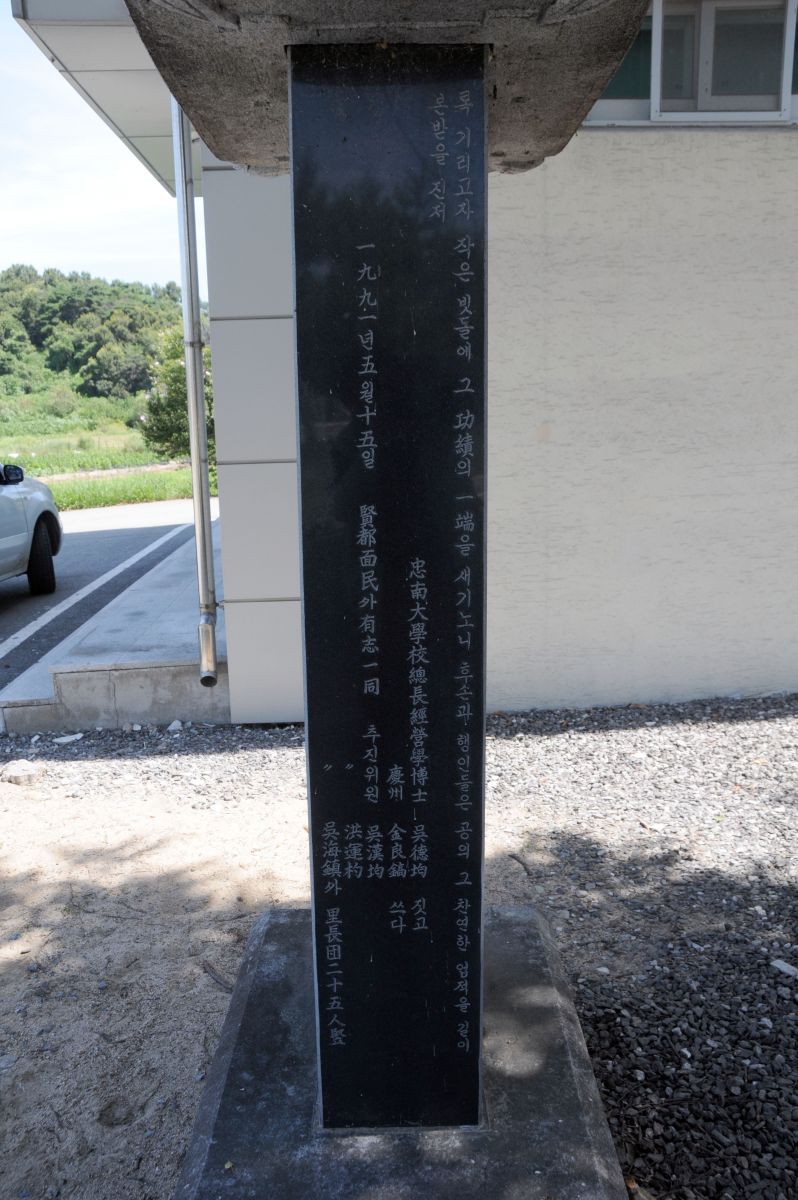 록 기리고자 작은 빗돌에 그 功績의 一端을 새기노니 후손과 행인들은 공의 그 찬연한 업적을 길이
본받을 진저
忠南大學校總長經營學博士 吳德均 짓고
慶州 金良鎬 쓰다
一九九一년 五월 十五일 賢都面民外有志一同 추진위원 吳漢均
〃 洪運杓
〃 吳海鎮外 里長団二十五人竪